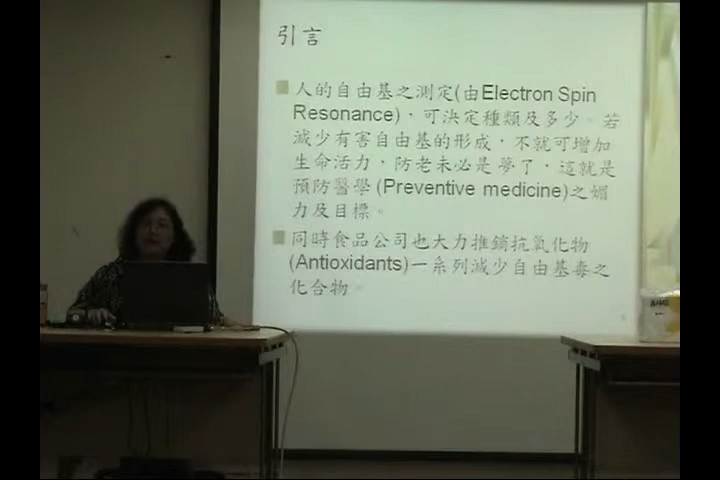 引言
人的自由基之測定(由Electron Spin
Resonance)，可決定種類及多少。若
減少有害自由基的形成，不就可增加
生命活力，防老未必是夢了，這就是
預防醫學 (Preventive medicine)之媚
力及目標。
同時食品公司也大力推銷抗氧化物
(Antioxidants)一系列減少自由基毒之
化合物。